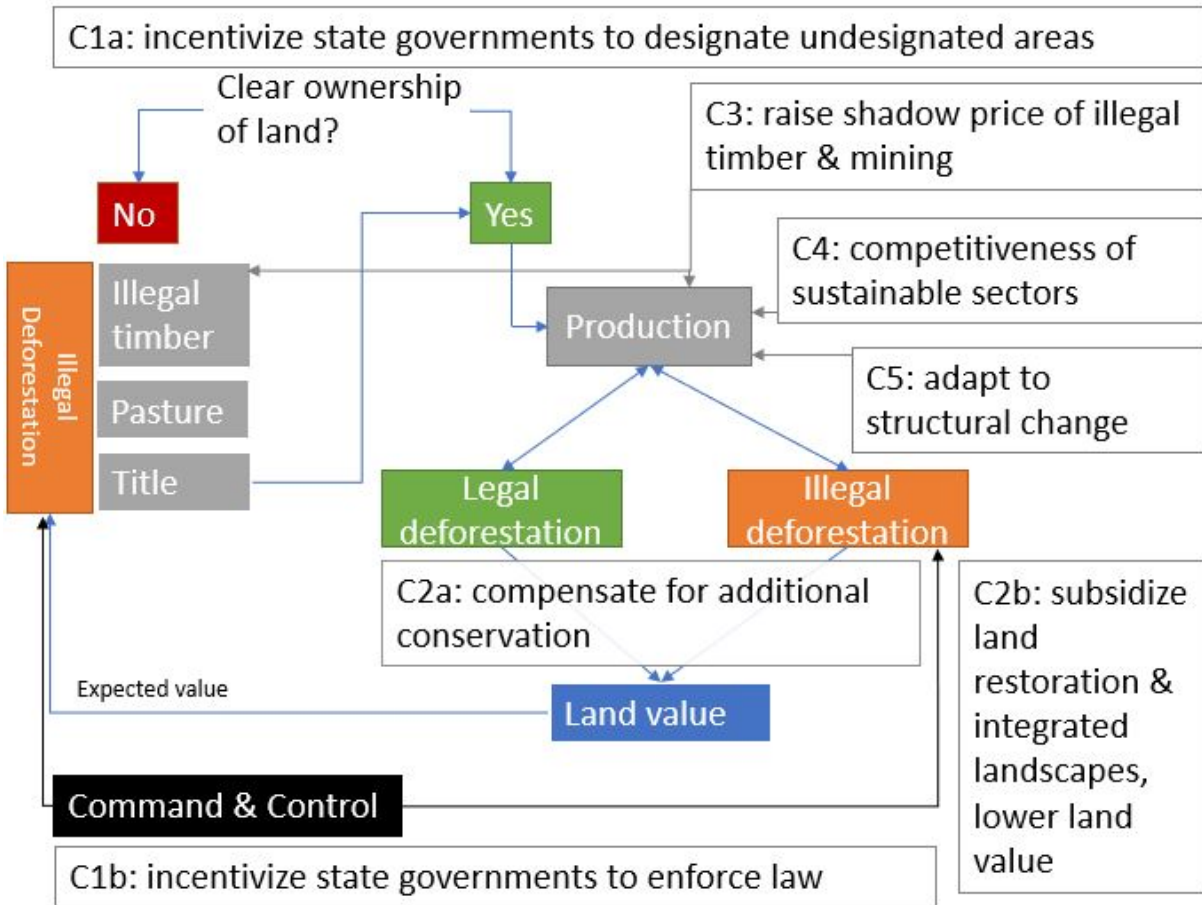 C1a: incentivize state governments to designate undesignated areas
Clear ownership
of land?
C3: raise shadow price of illegal
timber & mining
No
Yes
C4: competitiveness of
sustainable sectors
Illegal
Deforestation
Illegal
timber
Pasture
Title
Production
C5: adapt to
structural change
Legal
deforestation
Illegal
deforestation
C2a: compensate for additional
conservation
C2b: subsidize
land
restoration &
integrated
landscapes,
lower land
value
Expected value
Land value
Command & Control
C1b: incentivize state governments to enforce law